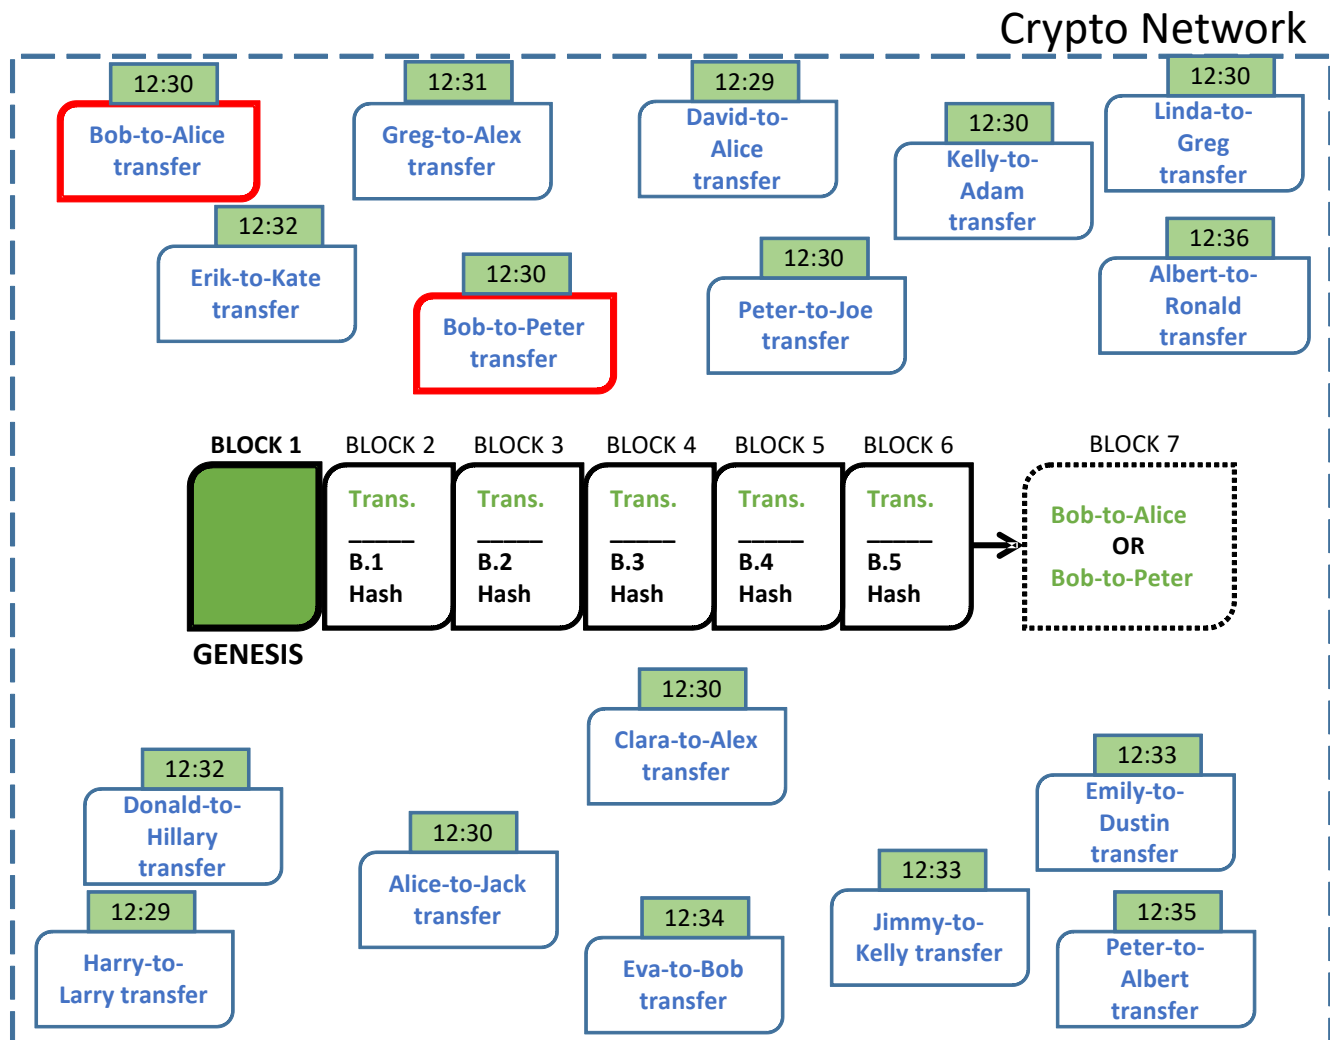 Crypto Network
12:30
Bob-to-Alice
transfer
12:31
Greg-to-Alex
transfer
12:29
David-to-
Alice
transfer
12:30
Kelly-to-
Adam
transfer
12:30
Linda-to-
Greg
transfer
12:32
Erik-to-Kate
transfer
12:30
Bob-to-Peter
transfer
12:30
Peter-to-Joe
transfer
12:36
Albert-to-
Ronald
transfer
BLOCK 1
GENESIS
BLOCK 2
Trans.
B.1
Hash
BLOCK 3
Trans.
B.2
Hash
BLOCK 4
Trans.
B.3
Hash
BLOCK 5
Trans.
B.4
Hash
BLOCK 6
Trans.
B.5
Hash
BLOCK 7
Bob-to-Alice
OR
Bob-to-Peter
12:30
Clara-to-Alex
transfer
12:32
Donald-to-
Hillary
transfer
12:30
Alice-to-Jack
transfer
12:33
Emily-to-
Dustin
transfer
12:29
Harry-to-
Larry transfer
12:34
Eva-to-Bob
transfer
12:33
Jimmy-to-
Kelly transfer
12:35
Peter-to-
Albert
transfer